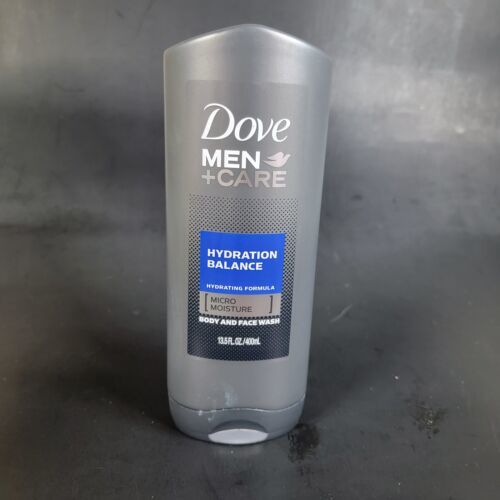 Dove
MEN
+CARE
HYDRATION
BALANCE
HYDRATING FORMULA
[ MICRO
MOISTURE ]
BODY AND FACE WASH
13.5 FL.OZ./400mL